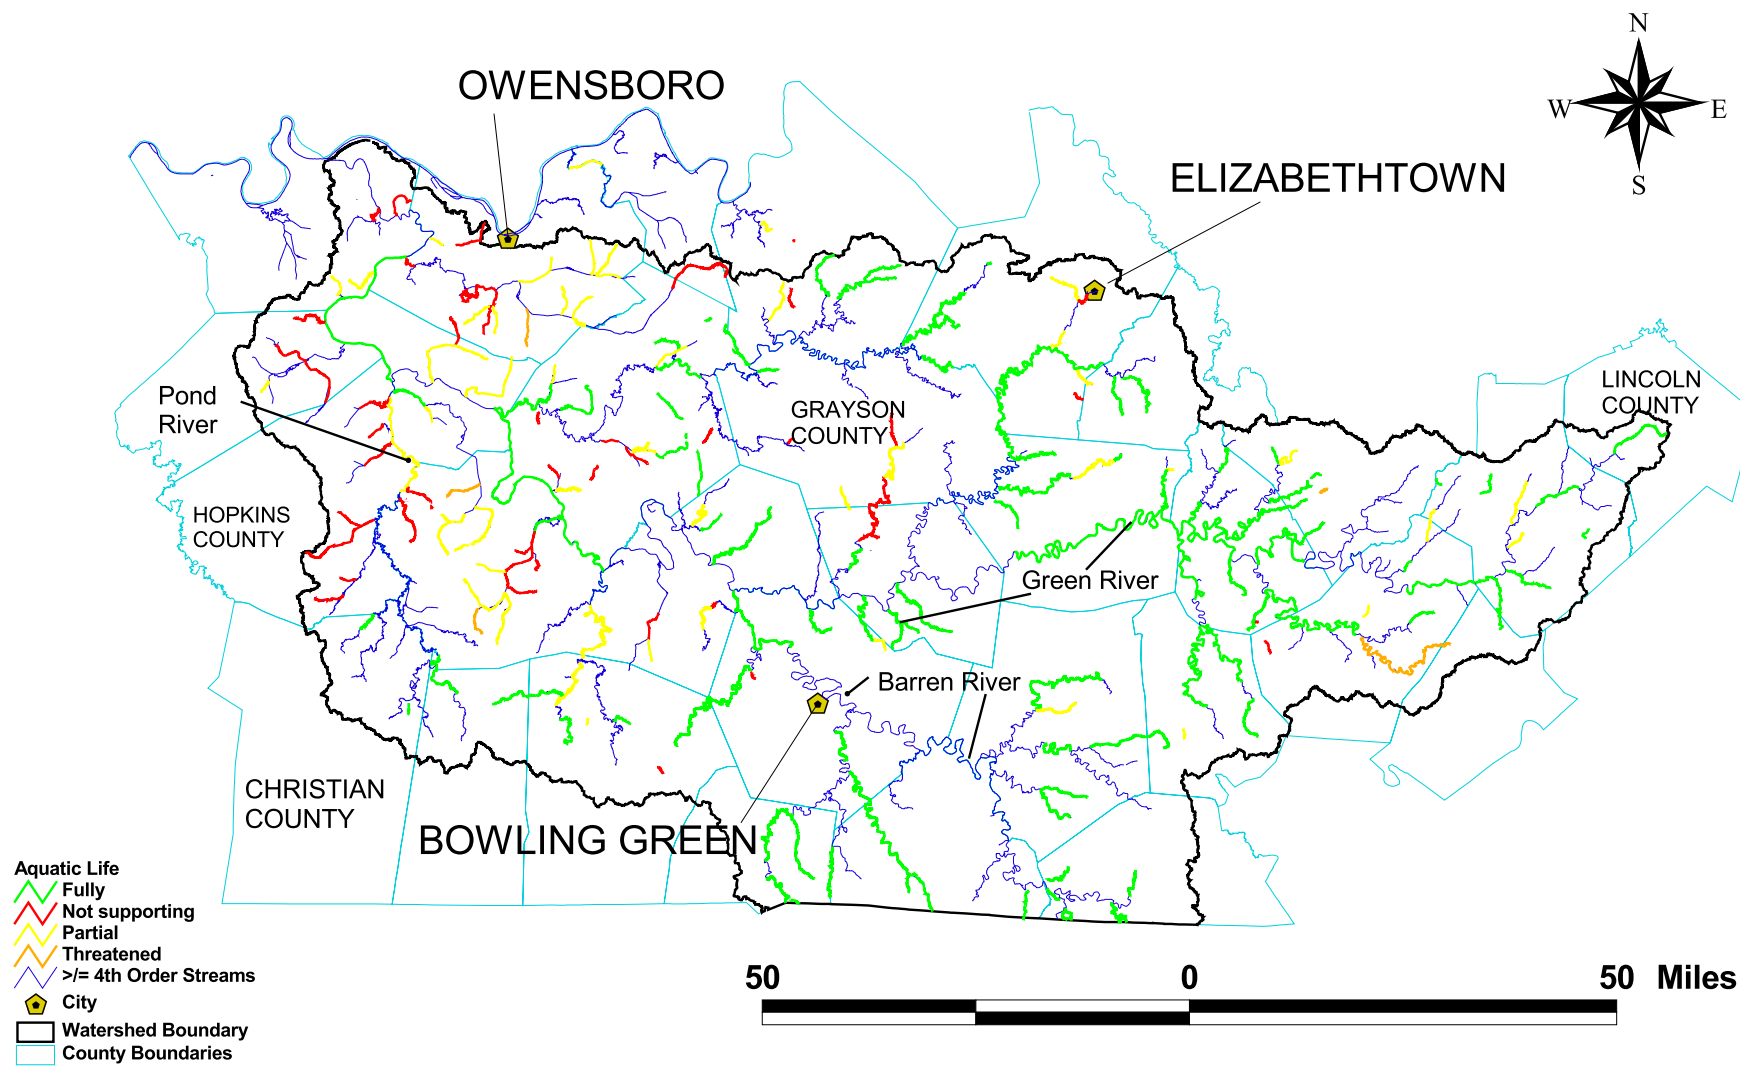 N
W
E
S
OWENSBORO
ELIZABETHTOWN
LINCOLN
COUNTY
Pond
River
GRAYSON
COUNTY
HOPKINS
COUNTY
Green River
Barren River
CHRISTIAN
COUNTY
BOWLING GREEN
Aquatic Life
Fully
Not supporting
Partial
Threatened
>/= 4th Order Streams
City
Watershed Boundary
County Boundaries
50 0 50 Miles